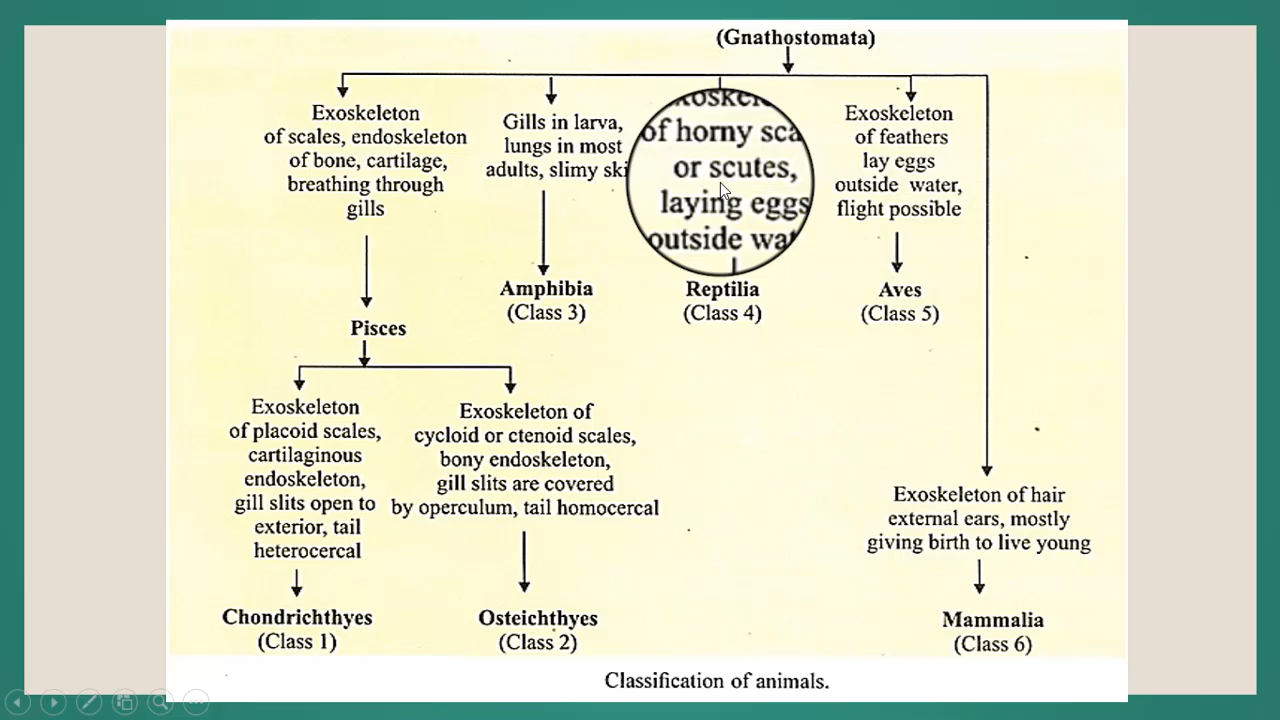 (Gnathostomata)
Exoskeleton
of scales, endoskeleton
of bone, cartilage,
breathing through
gills
Gills in larva,
lungs in most
adults, slimy ski
of horny sca
or scutes,
laying eggs
outside wat
Exoskeleton
of feathers
lay eggs
outside water,
flight possible
Amphibia
(Class 3)
Reptilia
(Class 4)
Aves
(Class 5)
Pisces
Exoskeleton
of placoid scales,
cartilaginous
endoskeleton,
gill slits open to
exterior, tail
heterocercal
Exoskeleton of
cycloid or ctenoid scales,
bony endoskeleton,
gill slits are covered
by operculum, tail homocercal
Exoskeleton of hair
external ears, mostly
giving birth to live young
Chondrichthyes
(Class 1)
Osteichthyes
(Class 2)
Mammalia
(Class 6)
Classification of animals.